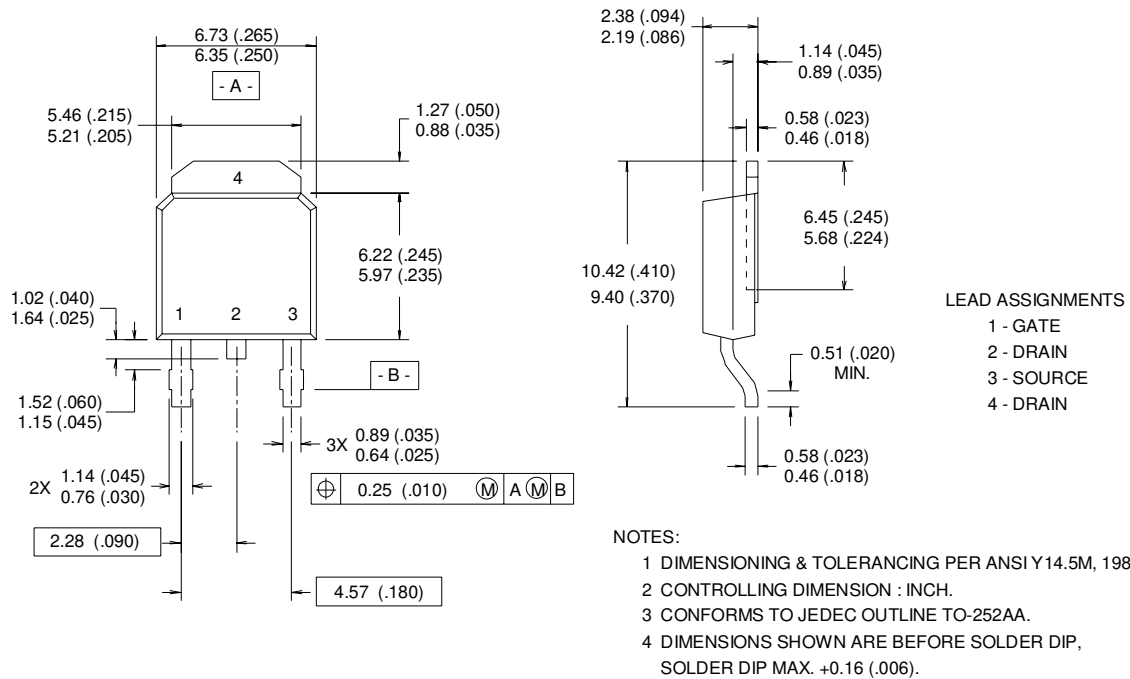 6.73 (.265)
6.35 (.250)
- A -
5.46 (.215)
5.21 (.205)
1.27 (.050)
0.88 (.035)
4
6.22 (.245)
5.97 (.235)
1.02 (.040)
1.64 (.025)
1 2 3
- B -
1.52 (.060)
1.15 (.045)
3X 0.89 (.035)
0.64 (.025)
2X 1.14 (.045)
0.76 (.030)
⌖ 0.25 (.010) Ⓜ A Ⓜ B
2.28 (.090)
4.57 (.180)
2.38 (.094)
2.19 (.086)
1.14 (.045)
0.89 (.035)
0.58 (.023)
0.46 (.018)
6.45 (.245)
5.68 (.224)
10.42 (.410)
9.40 (.370)
0.51 (.020)
MIN.
0.58 (.023)
0.46 (.018)
LEAD ASSIGNMENTS
1 - GATE
2 - DRAIN
3 - SOURCE
4 - DRAIN
NOTES:
1 DIMENSIONING & TOLERANCING PER ANSI Y14.5M, 198
2 CONTROLLING DIMENSION : INCH.
3 CONFORMS TO JEDEC OUTLINE TO-252AA.
4 DIMENSIONS SHOWN ARE BEFORE SOLDER DIP,
SOLDER DIP MAX. +0.16 (.006).